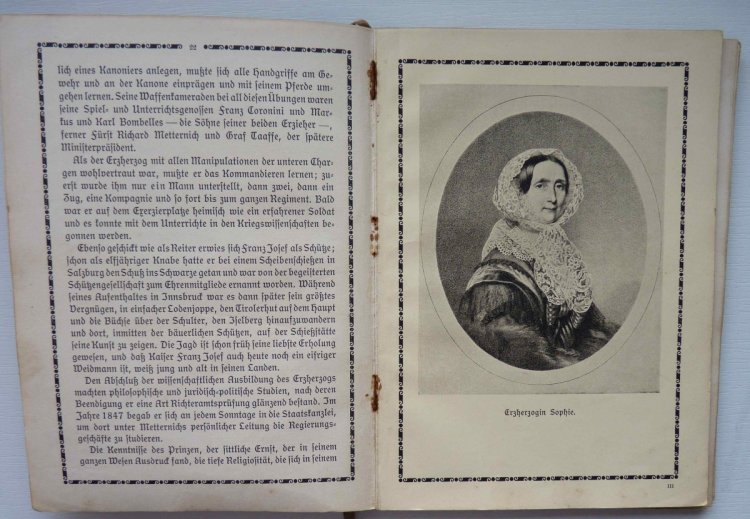 22
lich eines Kanoniers anlegen, mußte sich alle Handgriffe am Ge-
wehr und an der Kanone einprägen und mit seinem Pferde um-
gehen lernen. Seine Waffenkameraden bei all diesen Übungen waren
seine Spiel- und Unterrichtsgenossen Franz Coronini und Mar-
kus und Karl Bombelles — die Söhne seiner beiden Erzieher —,
ferner Fürst Richard Metternich und Graf Taaffe, der spätere
Ministerpräsident.
Als der Erzherzog mit allen Manipulationen der unteren Char-
gen wohlvertraut war, mußte er das Kommandieren lernen; zu-
erst wurde ihm nur ein Mann unterstellt, dann zwei, dann ein
Zug, eine Kompagnie und so fort bis zum ganzen Regiment. Bald
war er auf dem Exerzierplatze heimisch wie ein erfahrener Soldat
und es konnte mit dem Unterrichte in den Kriegswissenschaften be-
gonnen werden.
Ebenso geschickt wie als Reiter erwies sich Franz Josef als Schütze;
schon als elfjähriger Knabe hatte er bei einem Scheibenschießen in
Salzburg den Schuß ins Schwarze getan und war von der begeisterten
Schützengesellschaft zum Ehrenmitgliede ernannt worden. Während
seines Aufenthaltes in Innsbruck war es dann später sein größtes
Vergnügen, in einfacher Lodenjoppe, den Tirolerhut auf dem Haupt
und die Büchse über der Schulter, den Iselberg hinaufzuwandern
und dort, inmitten der bäuerlichen Schützen, auf der Schießstätte
seine Kunst zu zeigen. Die Jagd ist schon früh seine liebste Erholung
gewesen, und daß Kaiser Franz Josef auch heute noch ein eifriger
Weidmann ist, weiß jung und alt in seinen Landen.
Den Abschluß der wissenschaftlichen Ausbildung des Erzherzogs
machten philosophische und juridisch-politische Studien, nach deren
Beendigung er eine Art Richteramtsprüfung glänzend bestand. Im
Jahre 1847 begab er sich an jedem Sonntage in die Staatskanzlei,
um dort unter Metternichs persönlicher Leitung die Regierungs-
geschäfte zu studieren.
Die Kenntnisse des Prinzen, der sittliche Ernst, der in seinem
ganzen Wesen Ausdruck fand, die tiefe Religiosität, die sich in seinem
Erzherzogin Sophie.
III